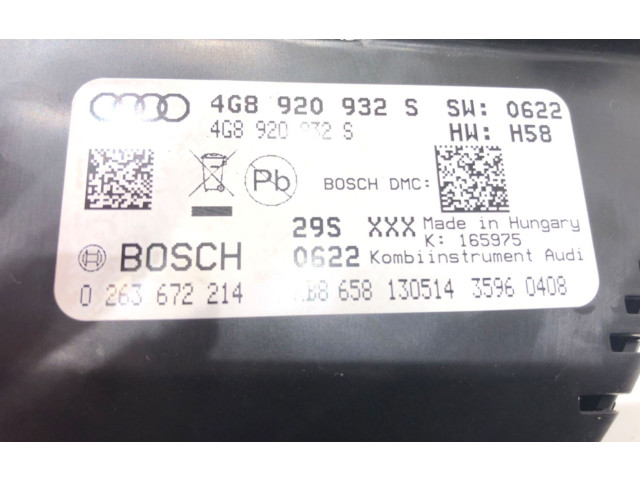 4G8 920 932 S SW: 0622
4G8 920 932 S HW: H58
Pb
BOSCH DMC:
29S XXX Made in Hungary
K: 165975
BOSCH 0622 Kombiinstrument Audi
0 263 672 214 658 130514 3596 0408